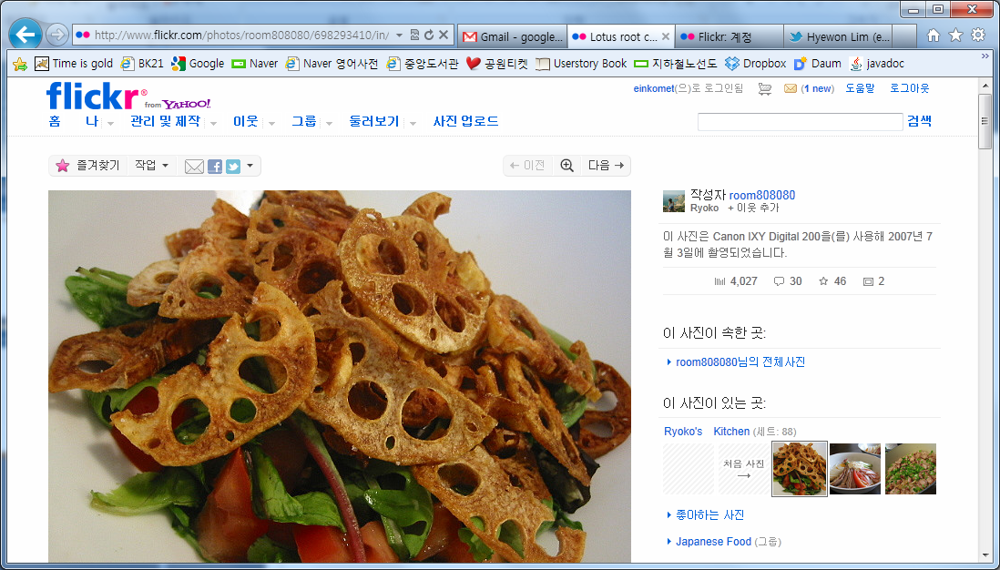 http://www.flickr.com/photos/room808080/698293410/in/
Gmail - google...
Lotus root c...
Flickr: 계정
Hyewon Lim (e...
Time is gold
BK21
Google
Naver
Naver 영어사전
중앙도서관
공원티켓
Userstory Book
지하철노선도
Dropbox
Daum
javadoc
flickr® from YAHOO!
einkomet(으)로 로그인됨
(1 new)
도움말
로그아웃
홈
나
관리 및 제작
이웃
그룹
둘러보기
사진 업로드
검색
즐겨찾기
작업
← 이전
다음 →
작성자 room808080
Ryoko + 이웃 추가
이 사진은 Canon IXY Digital 200을(를) 사용해 2007년 7
월 3일에 촬영되었습니다.
4,027
30
46
2
이 사진이 속한 곳:
room808080님의 전체사진
이 사진이 있는 곳:
Ryoko's Kitchen (세트: 88)
처음 사진
→
좋아하는 사진
Japanese Food (그룹)